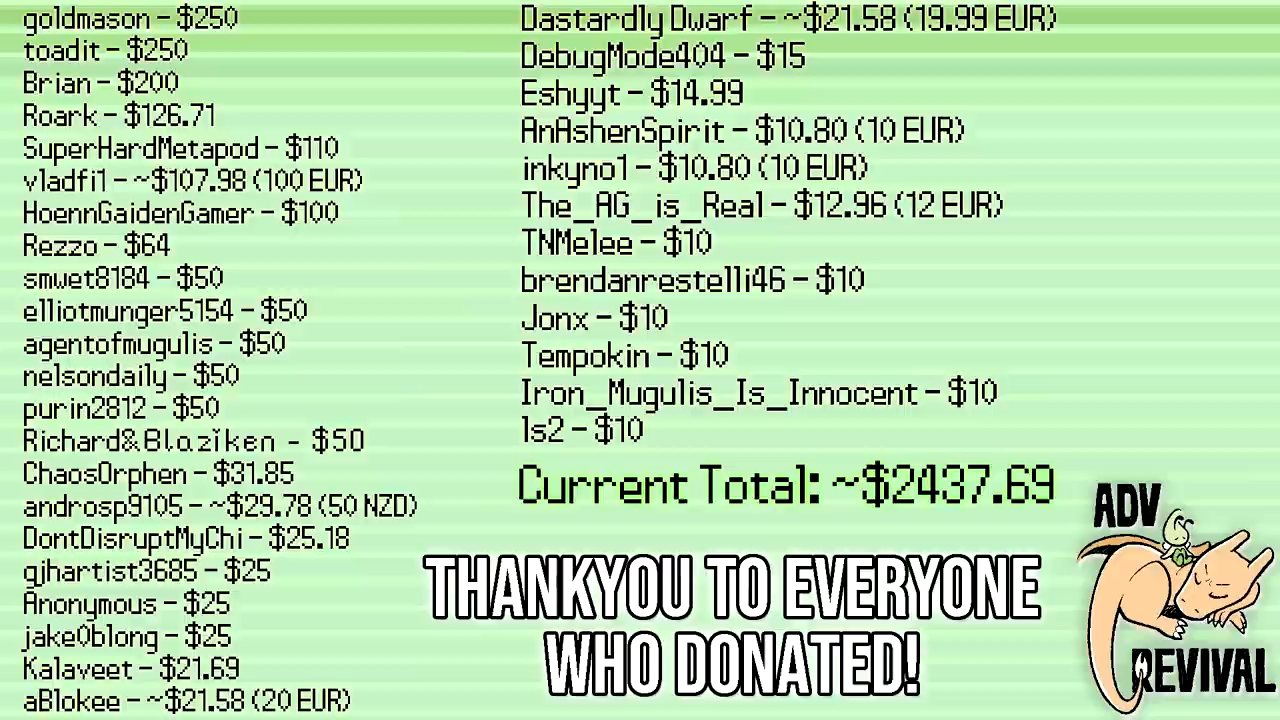 goldmason - $250
toadit - $250
Brian - $200
Roark - $126.71
SuperHardMetapod - $110
vladfi1 - ~$107.98 (100 EUR)
HoennGaidenGamer - $100
Rezzo - $64
smwet8184 - $50
elliotmunger5154 - $50
agentofmugulis - $50
nelsondaily - $50
purin2812 - $50
Richard&Blaziken - $50
ChaosOrphen - $31.85
androsp9105 - ~$29.78 (50 NZD)
DontDisruptMyChi - $25.18
gjhartist3685 - $25
Anonymous - $25
jakeOblong - $25
Kalaveet - $21.69
aBlokee - ~$21.58 (20 EUR)
Dastardly Dwarf - ~$21.58 (19.99 EUR)
DebugMode404 - $15
Eshyyt - $14.99
AnAshenSpirit - $10.80 (10 EUR)
inkyno1 - $10.80 (10 EUR)
The_AG_is_Real - $12.96 (12 EUR)
TNMelee - $10
brendanrestelli46 - $10
Jonx - $10
Tempokin - $10
Iron_Mugulis_Is_Innocent - $10
ls2 - $10
Current Total: ~$2437.69
THANKYOU TO EVERYONE
WHO DONATED!
ADV
REVIVAL